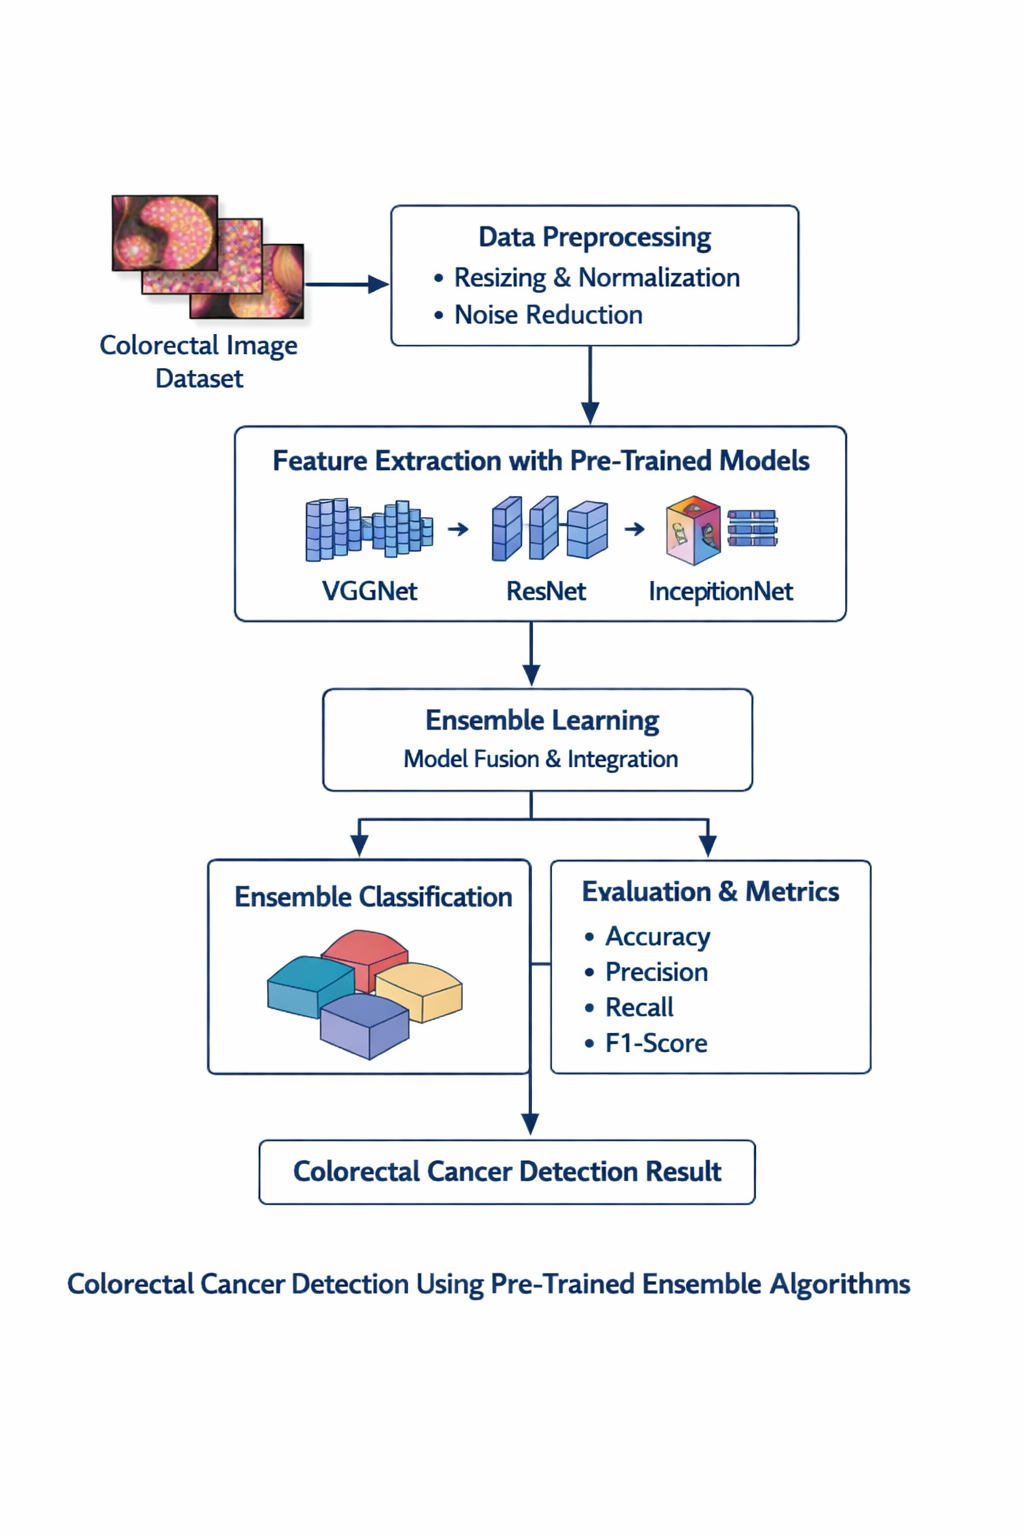 Colorectal Image
Dataset
Data Preprocessing
• Resizing & Normalization
• Noise Reduction
Feature Extraction with Pre-Trained Models
VGGNet
ResNet
InceptionNet
Ensemble Learning
Model Fusion & Integration
Ensemble Classification
Evaluation & Metrics
• Accuracy
• Precision
• Recall
• F1-Score
Colorectal Cancer Detection Result
Colorectal Cancer Detection Using Pre-Trained Ensemble Algorithms